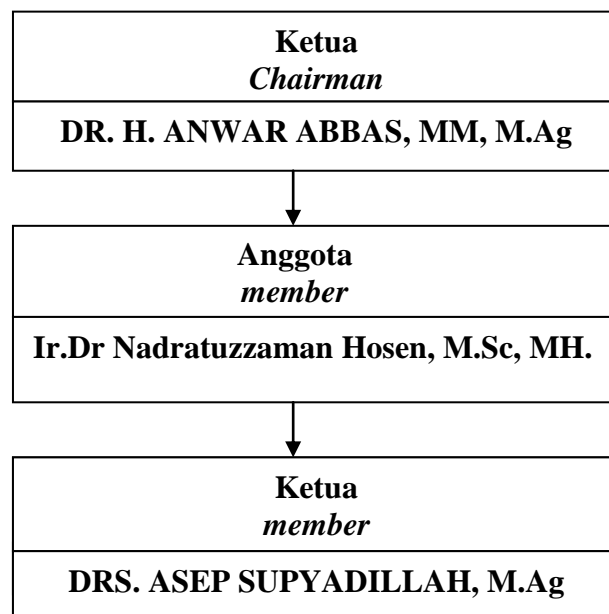 Ketua
Chairman
DR. H. ANWAR ABBAS, MM, M.Ag
Anggota
member
Ir.Dr Nadratuzzaman Hosen, M.Sc, MH.
Ketua
member
DRS. ASEP SUPYADILLAH, M.Ag